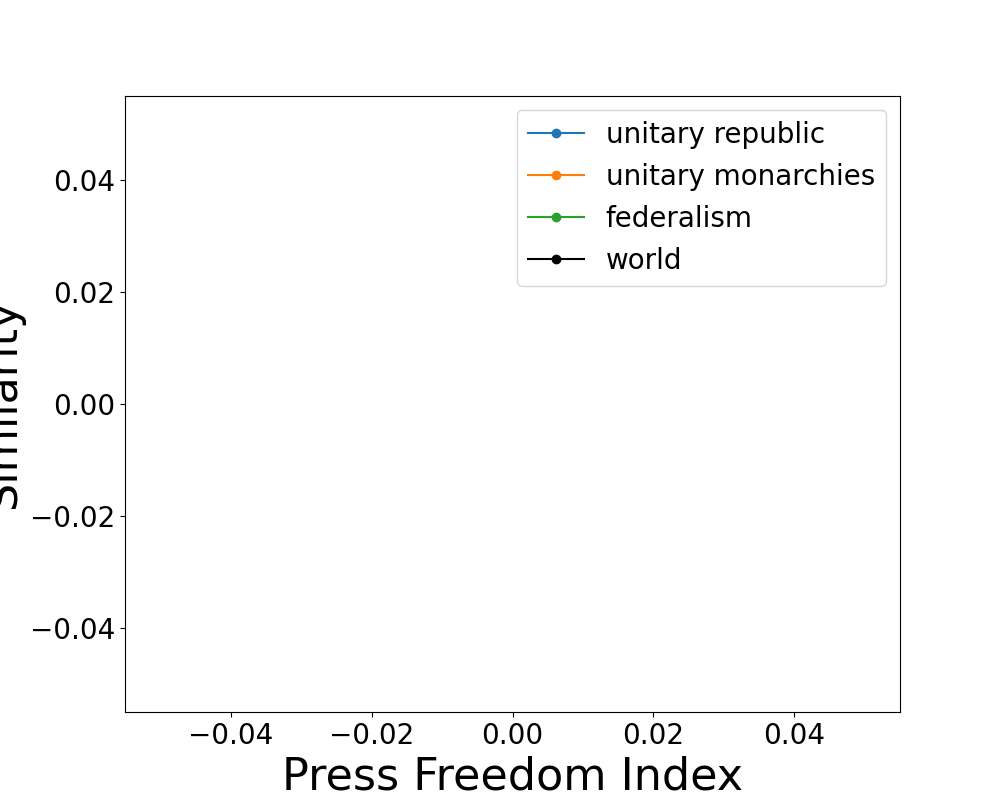 unitary republic
unitary monarchies
federalism
world
0.04
0.02
0.00
−0.02
−0.04
Similarity
−0.04 −0.02 0.00 0.02 0.04
Press Freedom Index